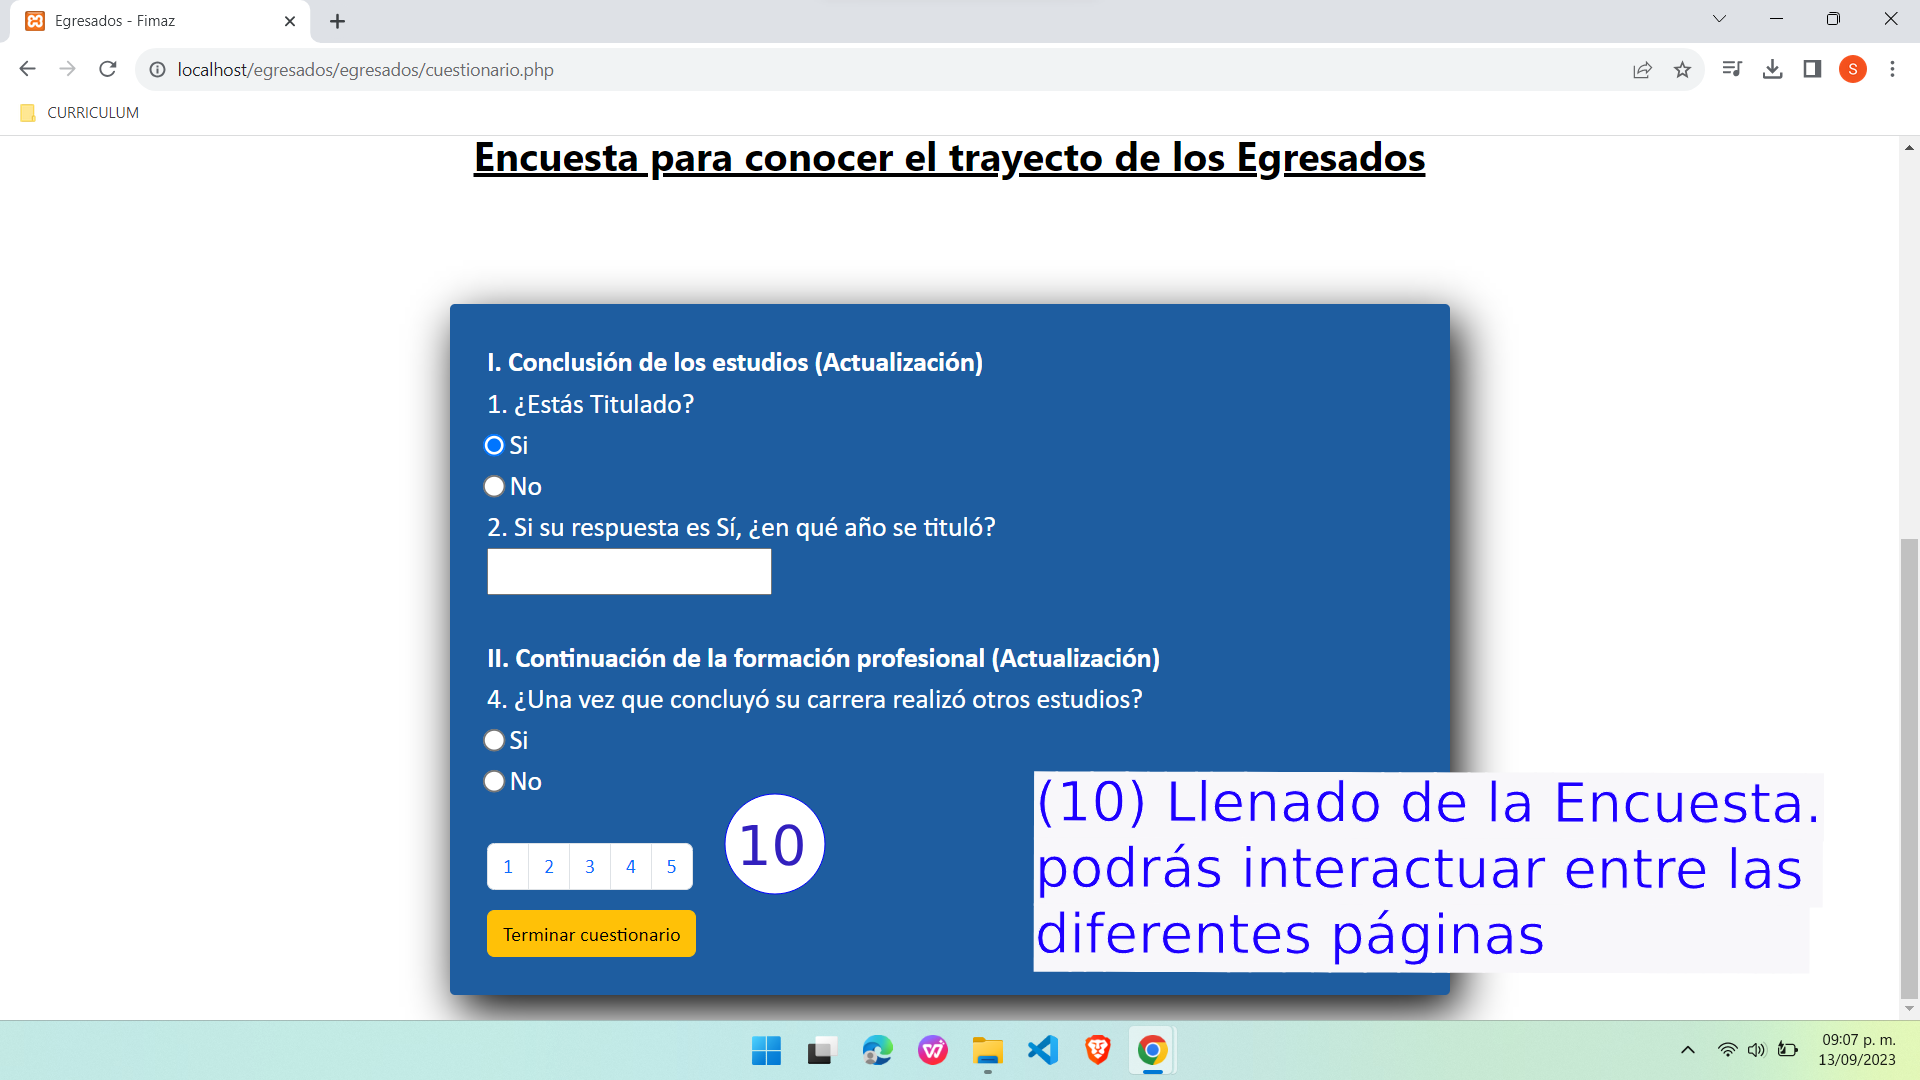 Egresados - Fimaz
localhost/egresados/egresados/cuestionario.php
S
CURRICULUM
Encuesta para conocer el trayecto de los Egresados
I. Conclusión de los estudios (Actualización)
1. ¿Estás Titulado?
Si
No
2. Si su respuesta es Sí, ¿en qué año se tituló?
II. Continuación de la formación profesional (Actualización)
4. ¿Una vez que concluyó su carrera realizó otros estudios?
Si
No
1 2 3 4 5
10
Terminar cuestionario
(10) Llenado de la Encuesta.
podrás interactuar entre las
diferentes páginas
09:07 p. m.
13/09/2023